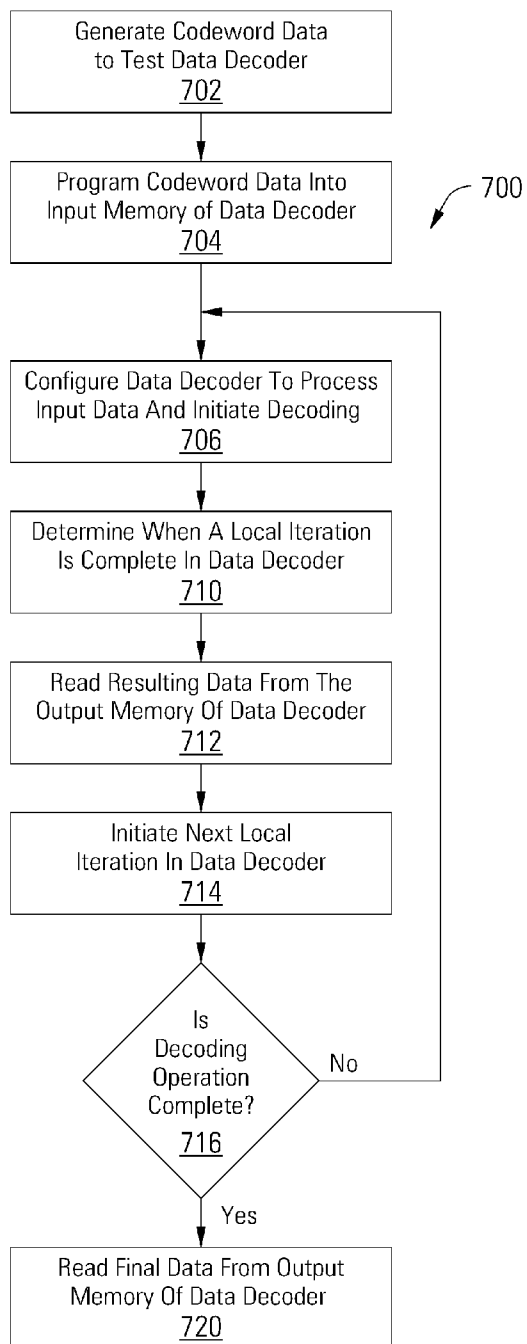 Generate Codeword Data
to Test Data Decoder
702
Program Codeword Data Into
Input Memory of Data Decoder
704
700
Configure Data Decoder To Process
Input Data And Initiate Decoding
706
Determine When A Local Iteration
Is Complete In Data Decoder
710
Read Resulting Data From The
Output Memory Of Data Decoder
712
Initiate Next Local
Iteration In Data Decoder
714
Is
Decoding
Operation
Complete?
716
No
Yes
Read Final Data From Output
Memory Of Data Decoder
720